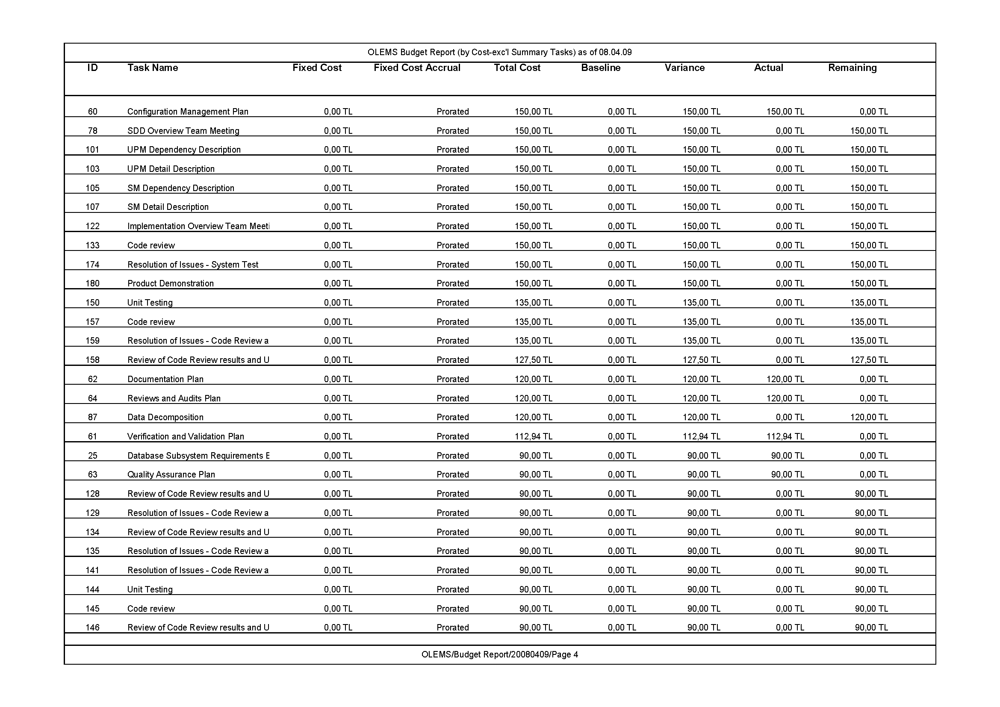 OLEMS Budget Report (by Cost-exc'l Summary Tasks) as of 08.04.09
ID Task Name Fixed Cost Fixed Cost Accrual Total Cost Baseline Variance Actual Remaining
60 Configuration Management Plan 0,00 TL Prorated 150,00 TL 0,00 TL 150,00 TL 150,00 TL 0,00 TL
78 SDD Overview Team Meeting 0,00 TL Prorated 150,00 TL 0,00 TL 150,00 TL 0,00 TL 150,00 TL
101 UPM Dependency Description 0,00 TL Prorated 150,00 TL 0,00 TL 150,00 TL 0,00 TL 150,00 TL
103 UPM Detail Description 0,00 TL Prorated 150,00 TL 0,00 TL 150,00 TL 0,00 TL 150,00 TL
105 SM Dependency Description 0,00 TL Prorated 150,00 TL 0,00 TL 150,00 TL 0,00 TL 150,00 TL
107 SM Detail Description 0,00 TL Prorated 150,00 TL 0,00 TL 150,00 TL 0,00 TL 150,00 TL
122 Implementation Overview Team Meeti 0,00 TL Prorated 150,00 TL 0,00 TL 150,00 TL 0,00 TL 150,00 TL
133 Code review 0,00 TL Prorated 150,00 TL 0,00 TL 150,00 TL 0,00 TL 150,00 TL
174 Resolution of Issues - System Test 0,00 TL Prorated 150,00 TL 0,00 TL 150,00 TL 0,00 TL 150,00 TL
180 Product Demonstration 0,00 TL Prorated 150,00 TL 0,00 TL 150,00 TL 0,00 TL 150,00 TL
150 Unit Testing 0,00 TL Prorated 135,00 TL 0,00 TL 135,00 TL 0,00 TL 135,00 TL
157 Code review 0,00 TL Prorated 135,00 TL 0,00 TL 135,00 TL 0,00 TL 135,00 TL
159 Resolution of Issues - Code Review a 0,00 TL Prorated 135,00 TL 0,00 TL 135,00 TL 0,00 TL 135,00 TL
158 Review of Code Review results and U 0,00 TL Prorated 127,50 TL 0,00 TL 127,50 TL 0,00 TL 127,50 TL
62 Documentation Plan 0,00 TL Prorated 120,00 TL 0,00 TL 120,00 TL 120,00 TL 0,00 TL
64 Reviews and Audits Plan 0,00 TL Prorated 120,00 TL 0,00 TL 120,00 TL 120,00 TL 0,00 TL
87 Data Decomposition 0,00 TL Prorated 120,00 TL 0,00 TL 120,00 TL 0,00 TL 120,00 TL
61 Verification and Validation Plan 0,00 TL Prorated 112,94 TL 0,00 TL 112,94 TL 112,94 TL 0,00 TL
25 Database Subsystem Requirements E 0,00 TL Prorated 90,00 TL 0,00 TL 90,00 TL 90,00 TL 0,00 TL
63 Quality Assurance Plan 0,00 TL Prorated 90,00 TL 0,00 TL 90,00 TL 90,00 TL 0,00 TL
128 Review of Code Review results and U 0,00 TL Prorated 90,00 TL 0,00 TL 90,00 TL 0,00 TL 90,00 TL
129 Resolution of Issues - Code Review a 0,00 TL Prorated 90,00 TL 0,00 TL 90,00 TL 0,00 TL 90,00 TL
134 Review of Code Review results and U 0,00 TL Prorated 90,00 TL 0,00 TL 90,00 TL 0,00 TL 90,00 TL
135 Resolution of Issues - Code Review a 0,00 TL Prorated 90,00 TL 0,00 TL 90,00 TL 0,00 TL 90,00 TL
141 Resolution of Issues - Code Review a 0,00 TL Prorated 90,00 TL 0,00 TL 90,00 TL 0,00 TL 90,00 TL
144 Unit Testing 0,00 TL Prorated 90,00 TL 0,00 TL 90,00 TL 0,00 TL 90,00 TL
145 Code review 0,00 TL Prorated 90,00 TL 0,00 TL 90,00 TL 0,00 TL 90,00 TL
146 Review of Code Review results and U 0,00 TL Prorated 90,00 TL 0,00 TL 90,00 TL 0,00 TL 90,00 TL
OLEMS/Budget Report/20080409/Page 4